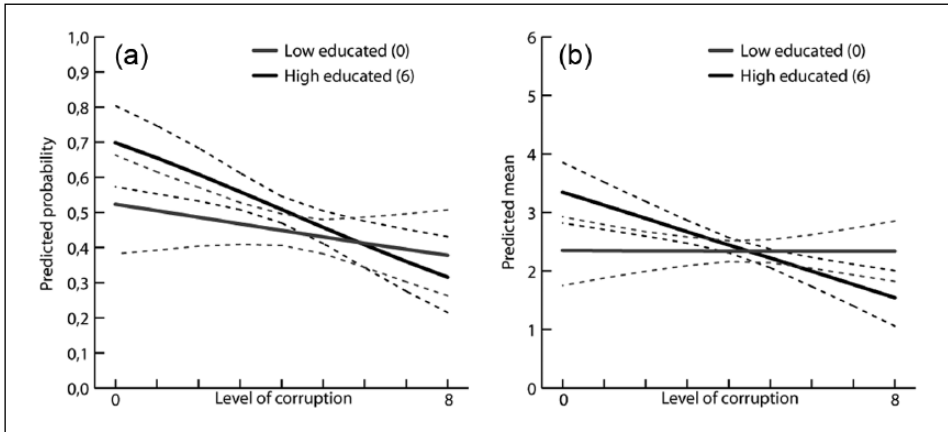 (a)
Low educated (0)
High educated (6)
Predicted probability
1,0
0,9
0,8
0,7
0,6
0,5
0,4
0,3
0,2
0,1
0,0
0
Level of corruption
8
(b)
Low educated (0)
High educated (6)
Predicted mean
6
5
4
3
2
1
0
0
Level of corruption
8